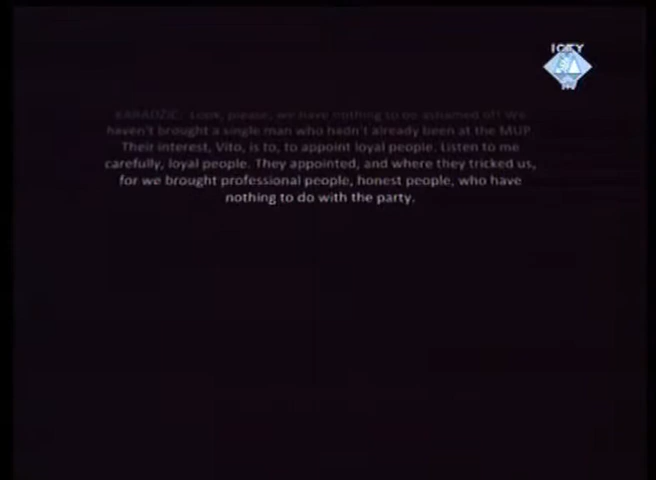 ICTY
KARADŽIĆ: Look, please, we have nothing to be ashamed of! We
haven't brought a single man who hadn't already been at the MUP.
Their interest, Vito, is to, to appoint loyal people. Listen to me
carefully, loyal people. They appointed, and where they tricked us,
for we brought professional people, honest people, who have
nothing to do with the party.